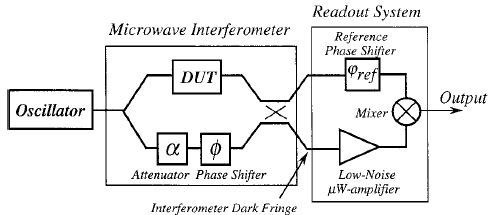 Readout System
Microwave Interferometer
Reference
Phase Shifter
DUT
φref
Oscillator
Output
Mixer
α
ϕ
Attenuator Phase Shifter
Low-Noise
μW-amplifier
Interferometer Dark Fringe